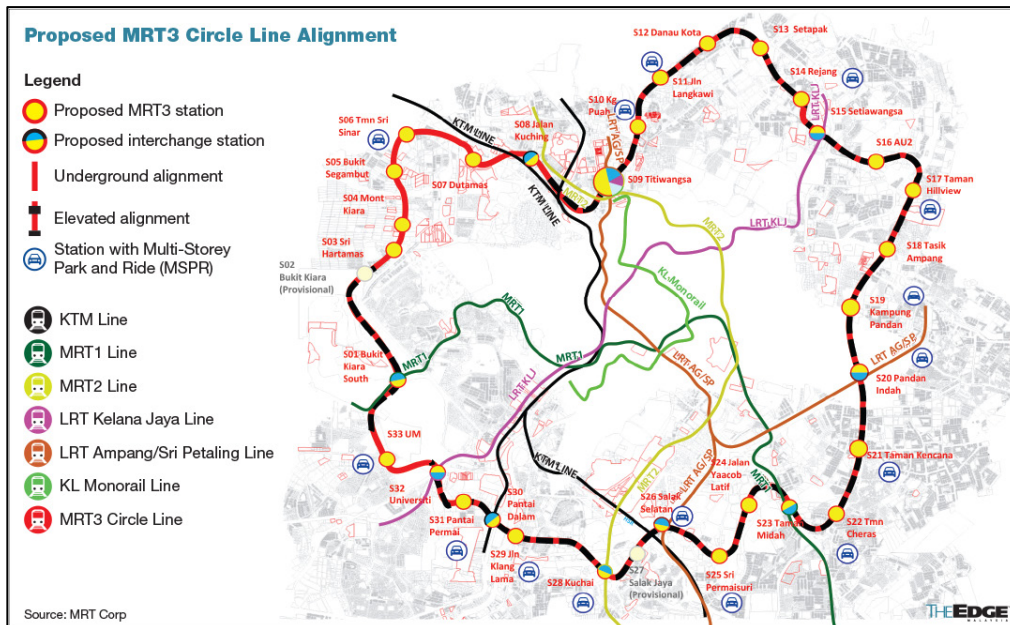 Proposed MRT3 Circle Line Alignment
Legend
Proposed MRT3 station
Proposed interchange station
Underground alignment
Elevated alignment
Station with Multi-Storey
Park and Ride (MSPR)
KTM Line
MRT1 Line
MRT2 Line
LRT Kelana Jaya Line
LRT Ampang/Sri Petaling Line
KL Monorail Line
MRT3 Circle Line
Source: MRT Corp
S12 Danau Kota
S13 Setapak
S11 Jln
Langkawi
S14 Rejang
S10 Kg
Puah
S15 Setiawangsa
S06 Tmn Sri
Sinar
S08 Jalan
Kuching
S16 AU2
S05 Bukit
Segambut
S07 Dutamas
S09 Titiwangsa
S17 Taman
Hillview
S04 Mont
Kiara
S03 Sri
Hartamas
S18 Tasik
Ampang
S02
Bukit Kiara
(Provisional)
S19
Kampung
Pandan
S01 Bukit
Kiara
South
S20 Pandan
Indah
S33 UM
S21 Taman Kencana
S32
Universiti
S24 Jalan
Yaacob
Latif
S30
Pantai
Dalam
S26 Salak
Selatan
S31 Pantai
Permai
S23 Taman
Midah
S22 Tmn
Cheras
S29 Jln
Klang
Lama
S25 Sri
Permaisuri
S28 Kuchai
S27
Salak Jaya
(Provisional)
KTM LINE
KTM LINE
KTM LINE
LRT AG/SP
LRT AG/SP
LRT AG/SP
LRT AG/SP
LRT-KLJ
LRT-KLJ
LRT-KLJ
MRT2
MRT2
MRT2
KL-Monorail
MRT1
MRT1
MRT1
MRT1
THE EDGE
MALAYSIA